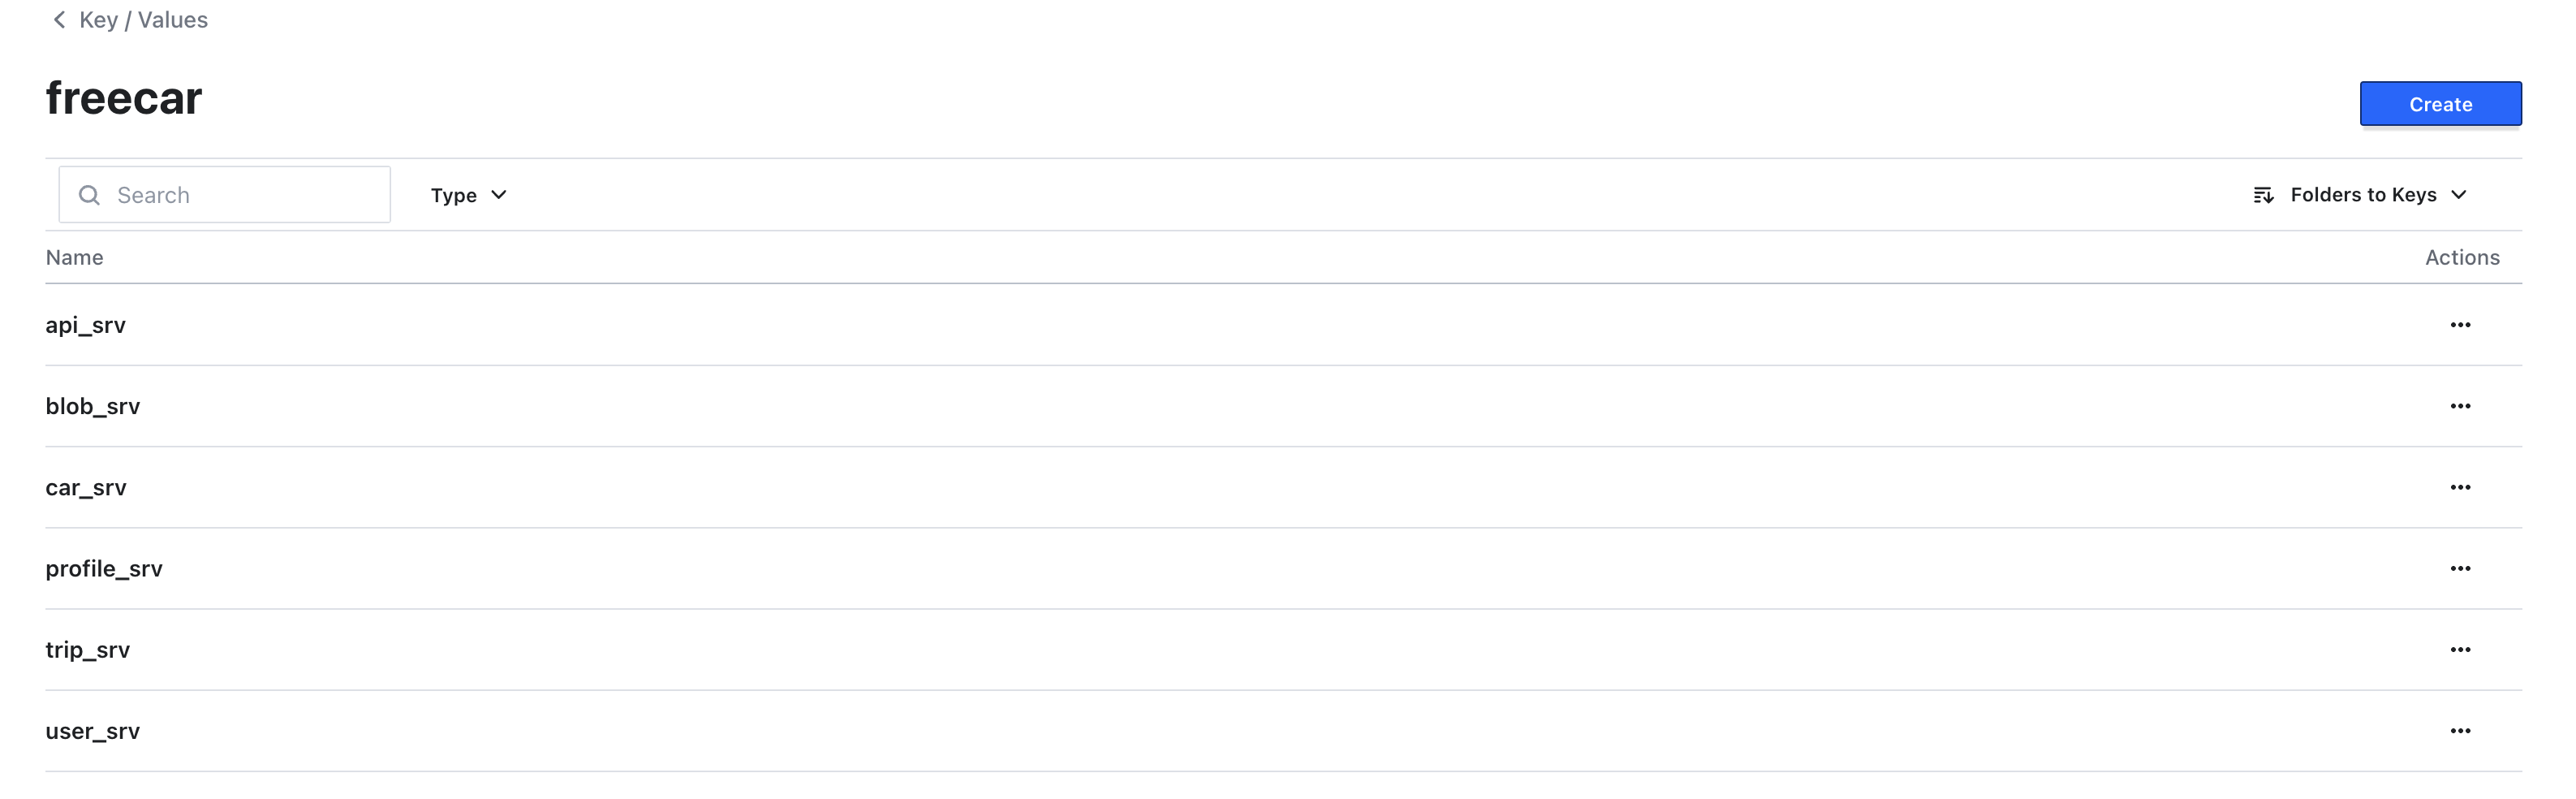 Key / Values
freecar
Create
Search
Type
Folders to Keys
Name
Actions
api_srv
blob_srv
car_srv
profile_srv
trip_srv
user_srv